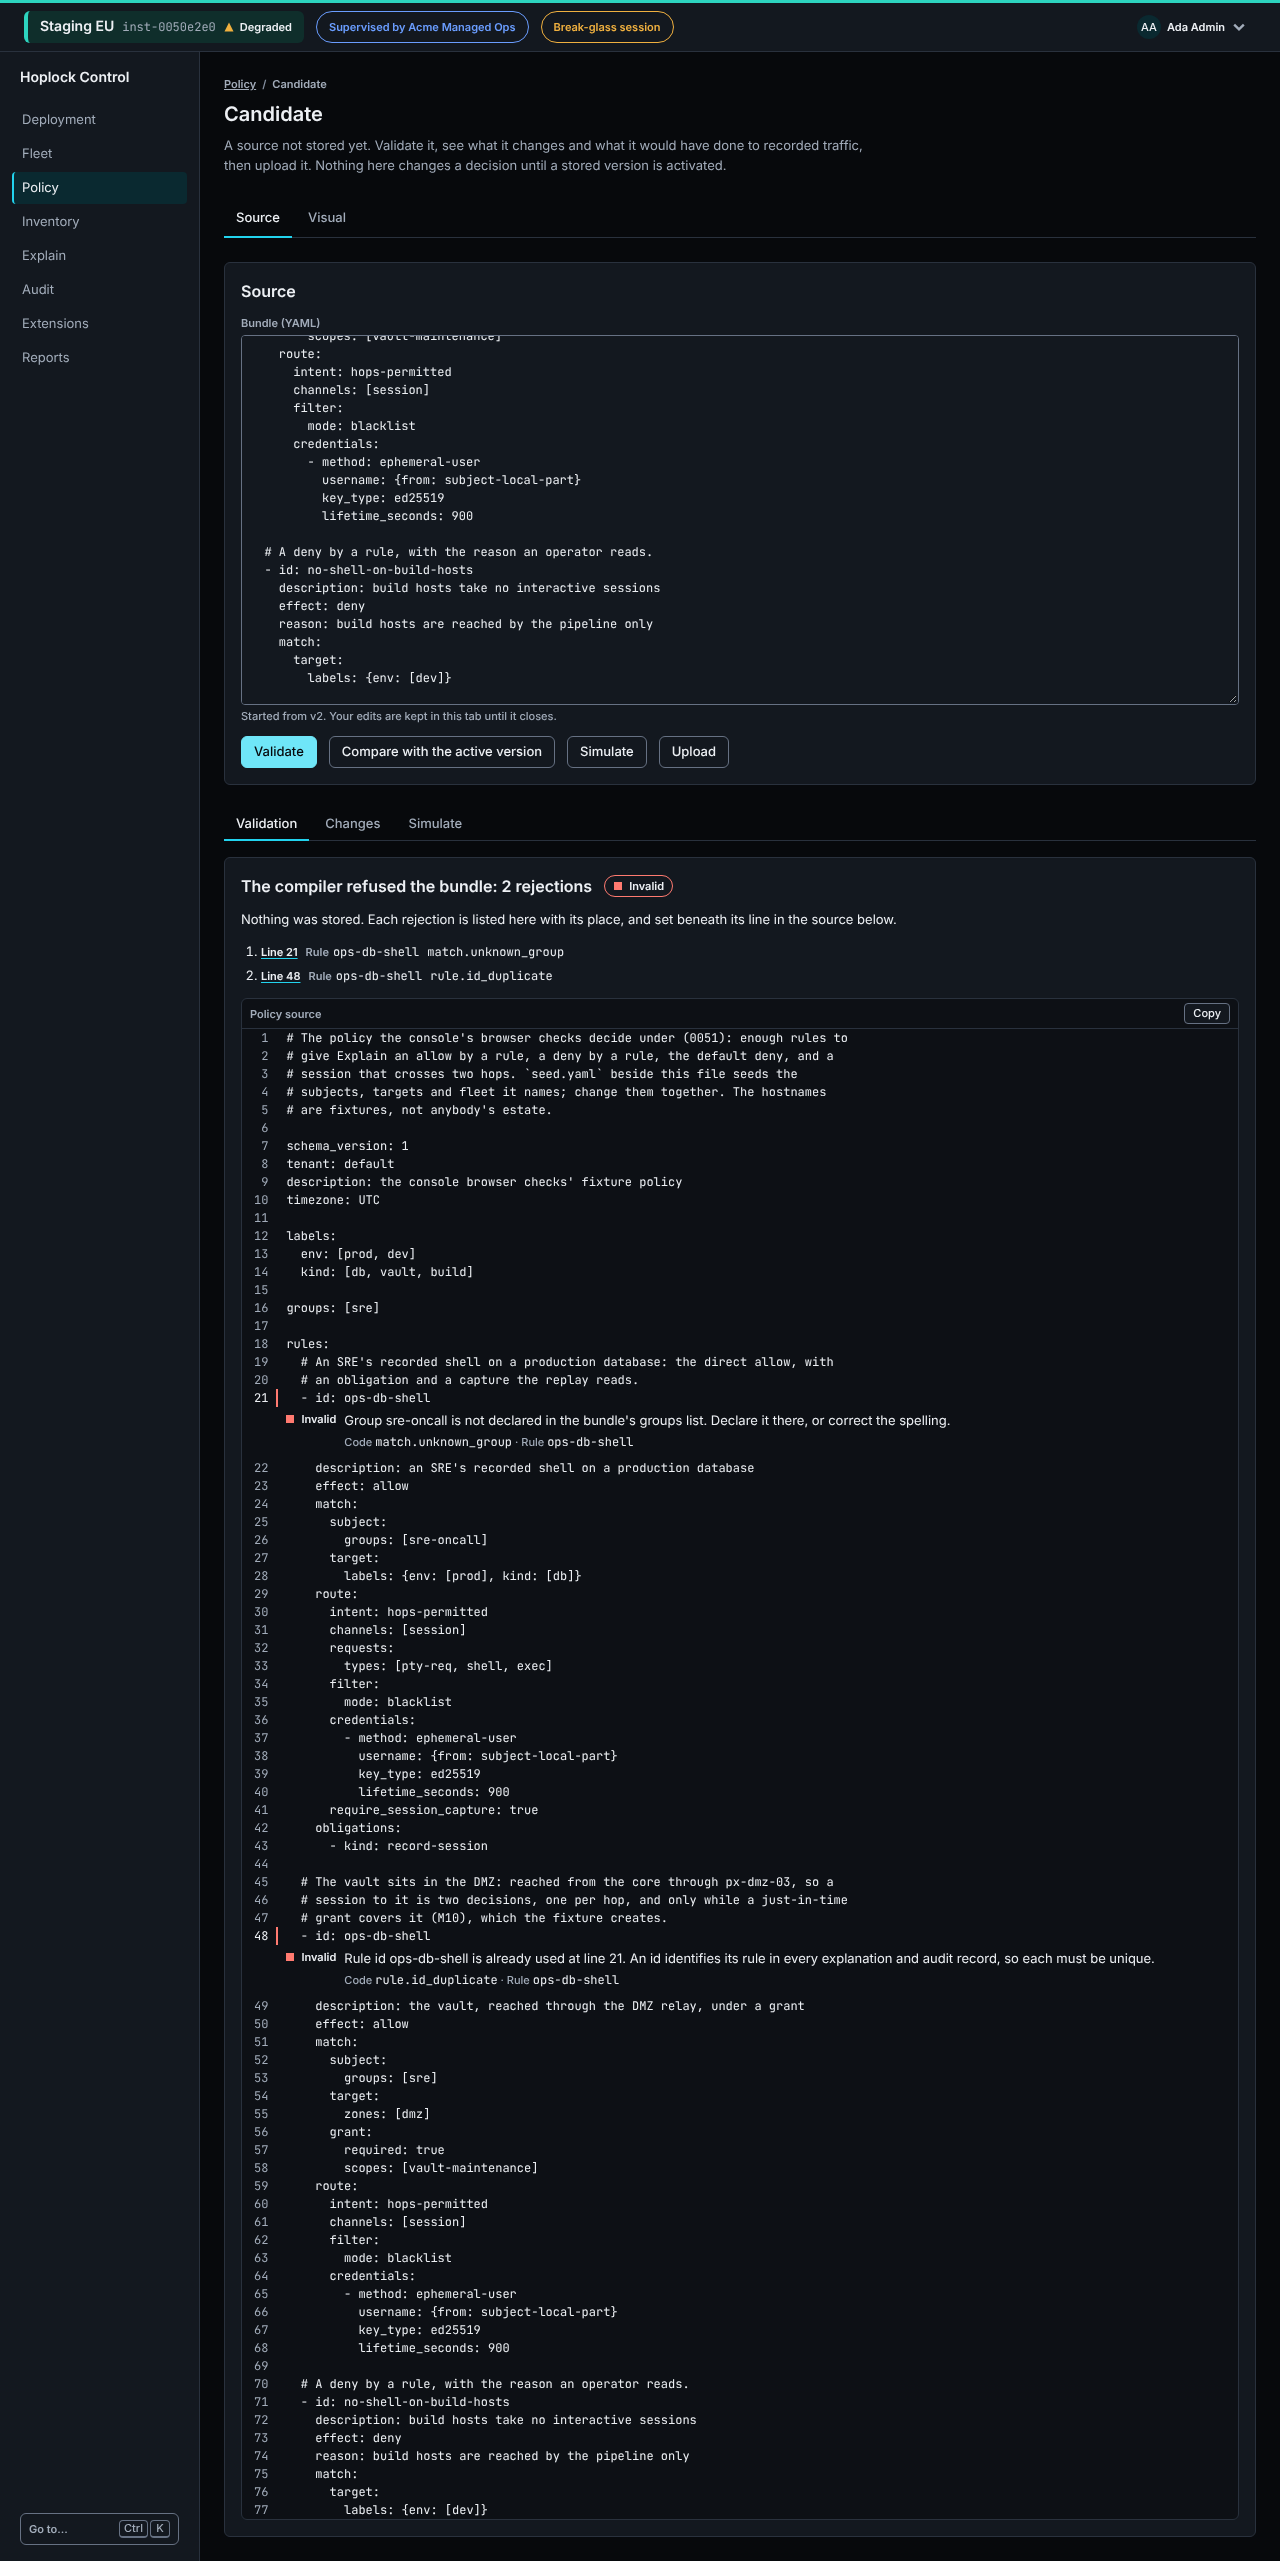 Staging EU inst-0050e2e0 Degraded Supervised by Acme Managed Ops Break-glass session AA Ada Admin
Hoplock Control
Deployment
Fleet
Policy
Inventory
Explain
Audit
Extensions
Reports
Go to... Ctrl K
Policy / Candidate
Candidate
A source not stored yet. Validate it, see what it changes and what it would have done to recorded traffic,
then upload it. Nothing here changes a decision until a stored version is activated.
Source Visual
Source
Bundle (YAML)
scopes: [vault-maintenance]
route:
intent: hops-permitted
channels: [session]
filter:
mode: blacklist
credentials:
- method: ephemeral-user
username: {from: subject-local-part}
key_type: ed25519
lifetime_seconds: 900
# A deny by a rule, with the reason an operator reads.
- id: no-shell-on-build-hosts
description: build hosts take no interactive sessions
effect: deny
reason: build hosts are reached by the pipeline only
match:
target:
labels: {env: [dev]}
Started from v2. Your edits are kept in this tab until it closes.
Validate Compare with the active version Simulate Upload
Validation Changes Simulate
The compiler refused the bundle: 2 rejections Invalid
Nothing was stored. Each rejection is listed here with its place, and set beneath its line in the source below.
1. Line 21 Rule ops-db-shell match.unknown_group
2. Line 48 Rule ops-db-shell rule.id_duplicate
Policy source Copy
1 # The policy the console's browser checks decide under (0051): enough rules to
2 # give Explain an allow by a rule, a deny by a rule, the default deny, and a
3 # session that crosses two hops. `seed.yaml` beside this file seeds the
4 # subjects, targets and fleet it names; change them together. The hostnames
5 # are fixtures, not anybody's estate.
6
7 schema_version: 1
8 tenant: default
9 description: the console browser checks' fixture policy
10 timezone: UTC
11
12 labels:
13 env: [prod, dev]
14 kind: [db, vault, build]
15
16 groups: [sre]
17
18 rules:
19 # An SRE's recorded shell on a production database: the direct allow, with
20 # an obligation and a capture the replay reads.
21 - id: ops-db-shell
Invalid Group sre-oncall is not declared in the bundle's groups list. Declare it there, or correct the spelling.
Code match.unknown_group · Rule ops-db-shell
22 description: an SRE's recorded shell on a production database
23 effect: allow
24 match:
25 subject:
26 groups: [sre-oncall]
27 target:
28 labels: {env: [prod], kind: [db]}
29 route:
30 intent: hops-permitted
31 channels: [session]
32 requests:
33 types: [pty-req, shell, exec]
34 filter:
35 mode: blacklist
36 credentials:
37 - method: ephemeral-user
38 username: {from: subject-local-part}
39 key_type: ed25519
40 lifetime_seconds: 900
41 require_session_capture: true
42 obligations:
43 - kind: record-session
44
45 # The vault sits in the DMZ: reached from the core through px-dmz-03, so a
46 # session to it is two decisions, one per hop, and only while a just-in-time
47 # grant covers it (M10), which the fixture creates.
48 - id: ops-db-shell
Invalid Rule id ops-db-shell is already used at line 21. An id identifies its rule in every explanation and audit record, so each must be unique.
Code rule.id_duplicate · Rule ops-db-shell
49 description: the vault, reached through the DMZ relay, under a grant
50 effect: allow
51 match:
52 subject:
53 groups: [sre]
54 target:
55 zones: [dmz]
56 grant:
57 required: true
58 scopes: [vault-maintenance]
59 route:
60 intent: hops-permitted
61 channels: [session]
62 filter:
63 mode: blacklist
64 credentials:
65 - method: ephemeral-user
66 username: {from: subject-local-part}
67 key_type: ed25519
68 lifetime_seconds: 900
69
70 # A deny by a rule, with the reason an operator reads.
71 - id: no-shell-on-build-hosts
72 description: build hosts take no interactive sessions
73 effect: deny
74 reason: build hosts are reached by the pipeline only
75 match:
76 target:
77 labels: {env: [dev]}